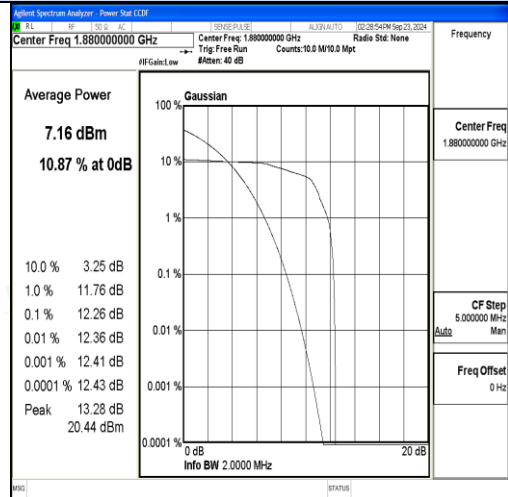 Agilent Spectrum Analyzer - Power Stat CCDF
RL RF 50 Ω AC SENSE:PULSE ALIGN AUTO 02:28:54 PM Sep 23, 2024
Center Freq 1.880000000 GHz
Center Freq: 1.880000000 GHz Radio Std: None
Trig: Free Run Counts:10.0 M/10.0 Mpt
#IFGain:Low #Atten: 40 dB
Frequency
Average Power
7.16 dBm
10.87 % at 0dB
10.0 % 3.25 dB
1.0 % 11.76 dB
0.1 % 12.26 dB
0.01 % 12.36 dB
0.001 % 12.41 dB
0.0001 % 12.43 dB
Peak 13.28 dB
20.44 dBm
Gaussian
100 %
10 %
1 %
0.1 %
0.01 %
0.001 %
0.0001 %
0 dB 20 dB
Info BW 2.0000 MHz
Center Freq
1.880000000 GHz
CF Step
5.000000 MHz
Auto Man
Freq Offset
0 Hz
MSG STATUS